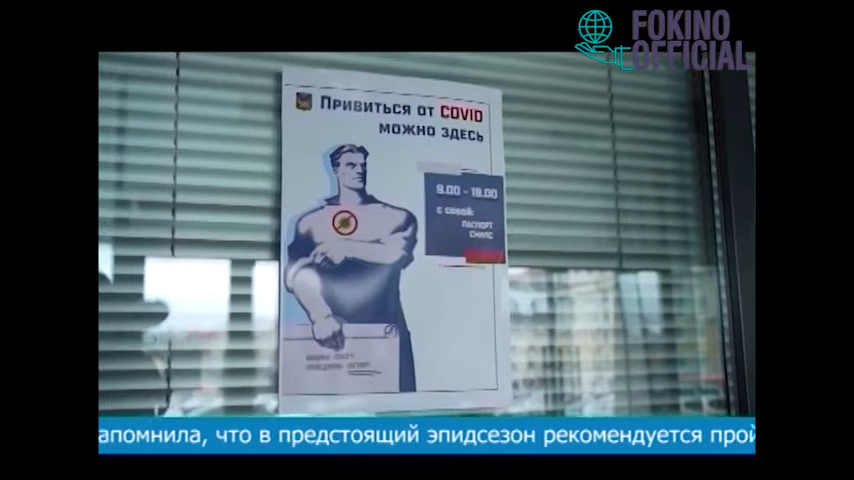 FOKINO
OFFICIAL
Привиться от COVID
можно здесь
9.00 - 18.00
с собой:
паспорт
СНИЛС
апомнила, что в предстоящий эпидсезон рекомендуется прой